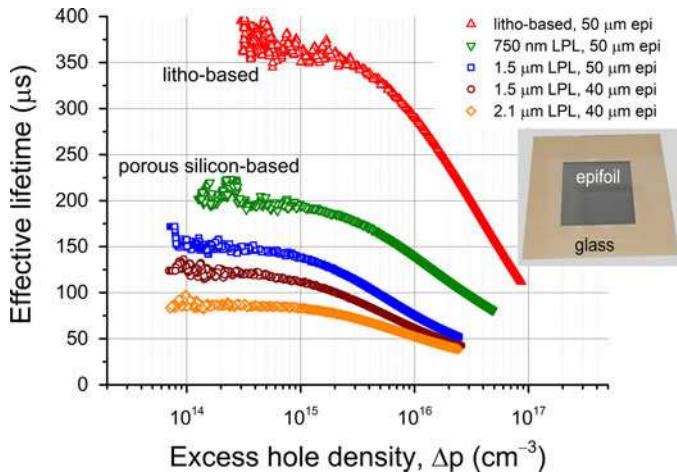 400
350
300
250
200
150
100
50
0
Effective lifetime (μs)
litho-based, 50 μm epi
750 nm LPL, 50 μm epi
1.5 μm LPL, 50 μm epi
1.5 μm LPL, 40 μm epi
2.1 μm LPL, 40 μm epi
litho-based
porous silicon-based
epifoil
glass
10¹⁴ 10¹⁵ 10¹⁶ 10¹⁷
Excess hole density, Δp (cm⁻³)